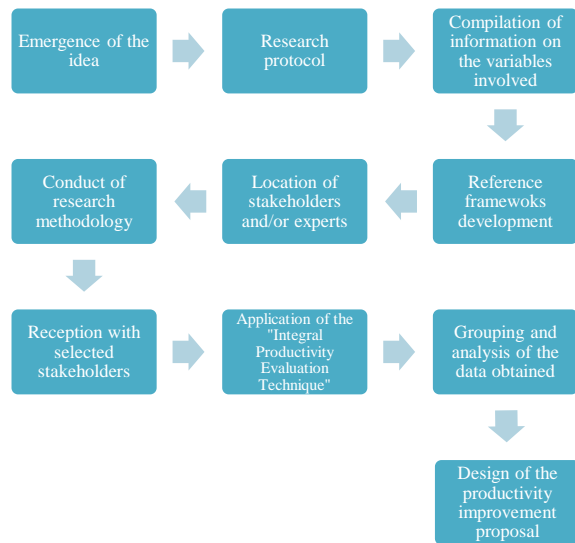 Emergence of the
idea
Research
protocol
Compilation of
information on
the variables
involved
Reference
framewoks
development
Location of
stakeholders
and/or experts
Conduct of
research
methodology
Reception with
selected
stakeholders
Application of the
"Integral
Productivity
Evaluation
Technique"
Grouping and
analysis of the
data obtained
Design of the
productivity
improvement
proposal